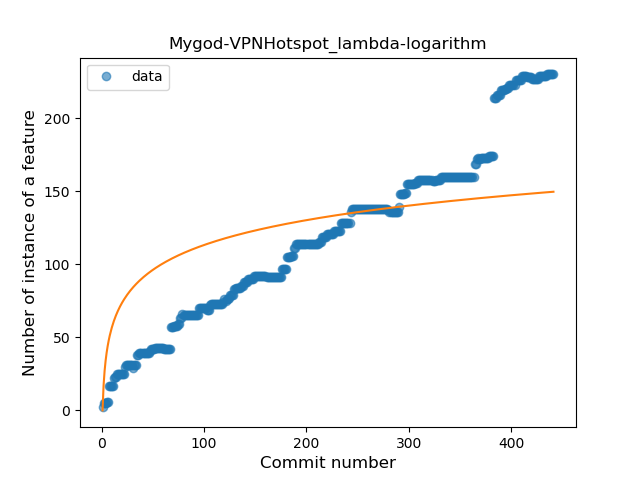 Mygod-VPNHotspot_lambda-logarithm
data
Number of instance of a feature
200
150
100
50
0
0 100 200 300 400
Commit number